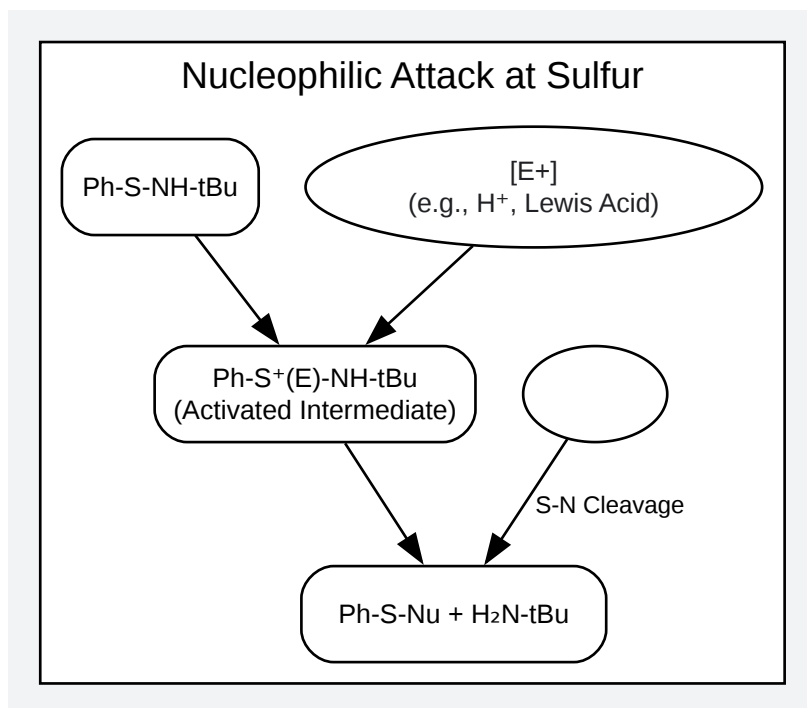 Nucleophilic Attack at Sulfur
Ph-S-NH-tBu
[E+]
(e.g., H⁺, Lewis Acid)
Ph-S⁺(E)-NH-tBu
(Activated Intermediate)
S-N Cleavage
Ph-S-Nu + H₂N-tBu